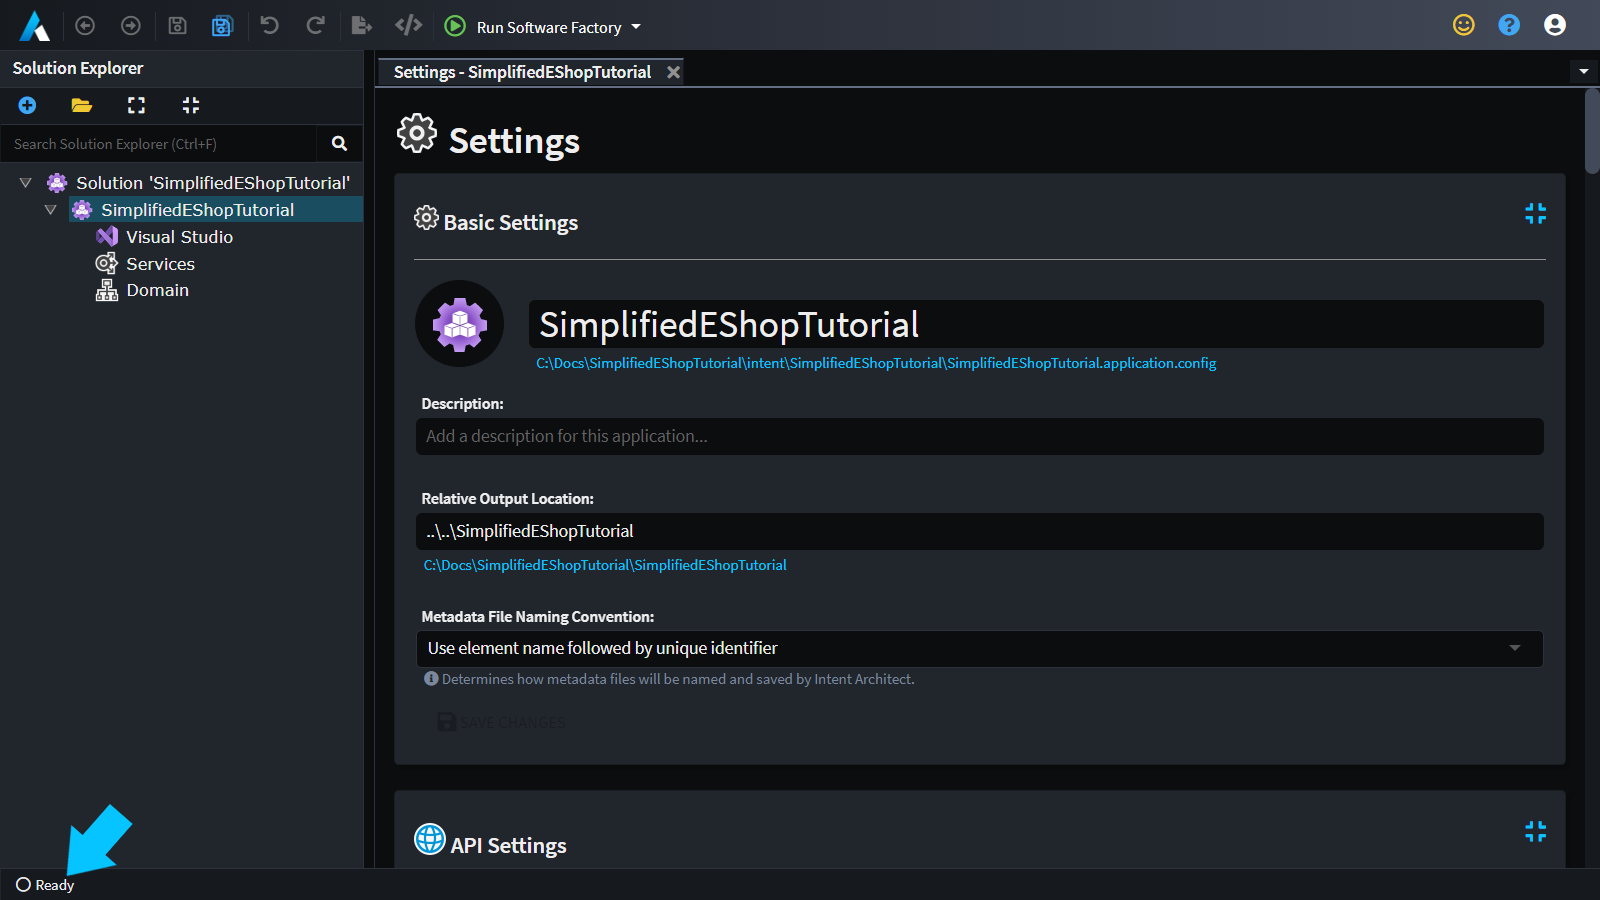 Run Software Factory
Solution Explorer
Settings - SimplifiedEShopTutorial
Search Solution Explorer (Ctrl+F)
Solution 'SimplifiedEShopTutorial'
SimplifiedEShopTutorial
Visual Studio
Services
Domain
Settings
Basic Settings
SimplifiedEShopTutorial
C:\Docs\SimplifiedEShopTutorial\intent\SimplifiedEShopTutorial\SimplifiedEShopTutorial.application.config
Description:
Add a description for this application...
Relative Output Location:
..\..\SimplifiedEShopTutorial
C:\Docs\SimplifiedEShopTutorial\SimplifiedEShopTutorial
Metadata File Naming Convention:
Use element name followed by unique identifier
Determines how metadata files will be named and saved by Intent Architect.
SAVE CHANGES
API Settings
Ready